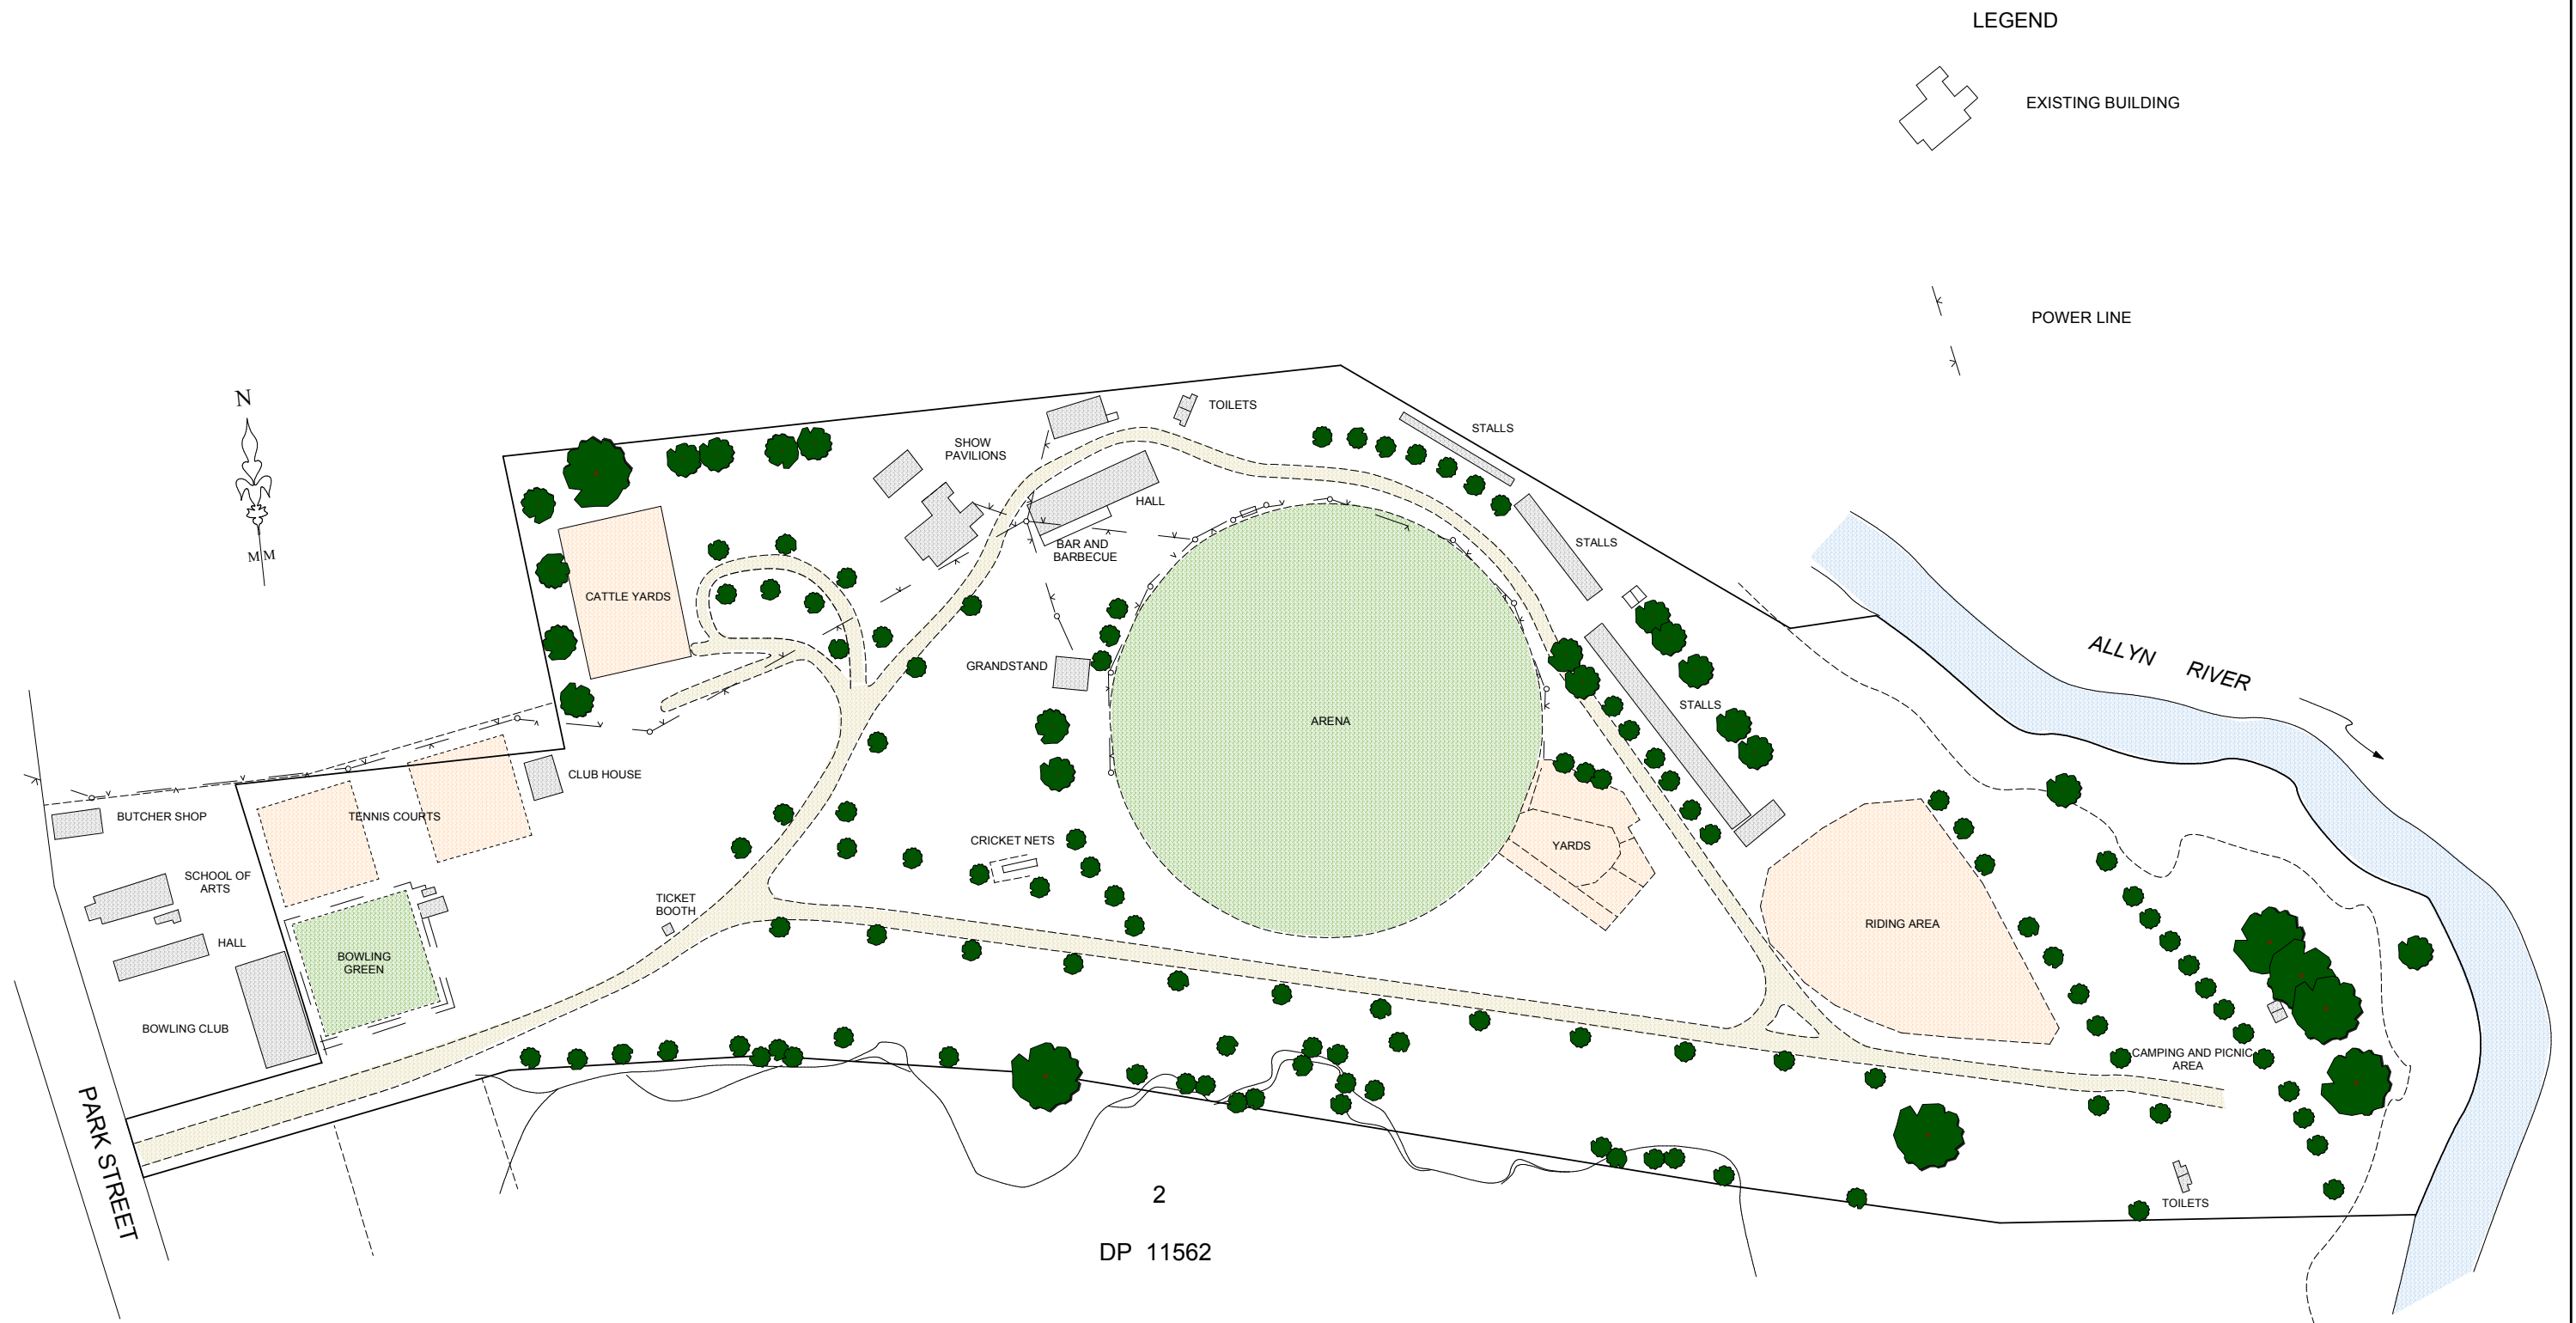 LEGEND
EXISTING BUILDING
POWER LINE
N
M M
TOILETS
STALLS
SHOW
PAVILIONS
HALL
BAR AND
BARBECUE
STALLS
CATTLE YARDS
GRANDSTAND
ALLYN RIVER
STALLS
ARENA
CLUB HOUSE
BUTCHER SHOP
TENNIS COURTS
CRICKET NETS
YARDS
SCHOOL OF
ARTS
TICKET
BOOTH
RIDING AREA
HALL
BOWLING
GREEN
BOWLING CLUB
CAMPING AND PICNIC
AREA
PARK STREET
2
TOILETS
DP 11562